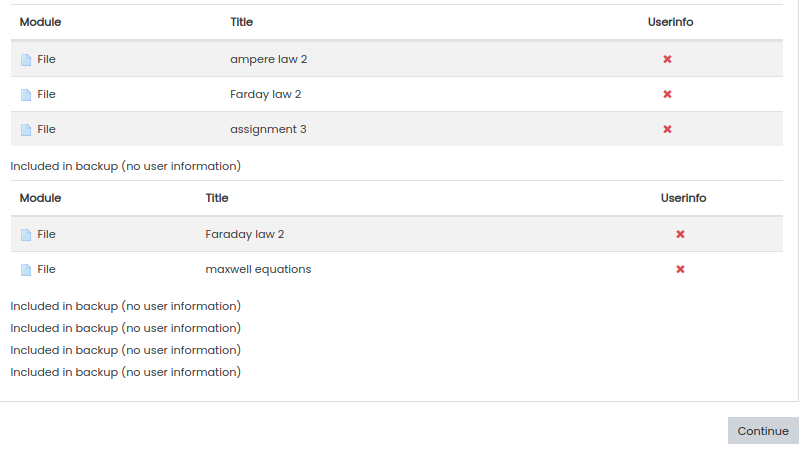 Module Title Userinfo
File ampere law 2
File Farday law 2
File assignment 3
Included in backup (no user information)
Module Title Userinfo
File Faraday law 2
File maxwell equations
Included in backup (no user information)
Included in backup (no user information)
Included in backup (no user information)
Included in backup (no user information)
Continue